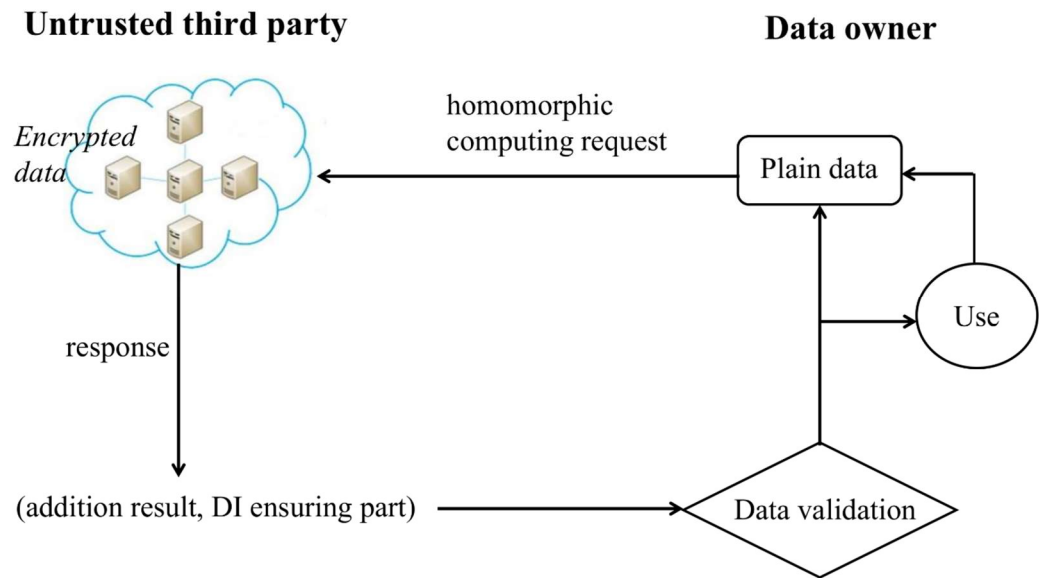 Untrusted third party
Data owner
Encrypted
data
homomorphic
computing request
Plain data
Use
response
(addition result, DI ensuring part)
Data validation